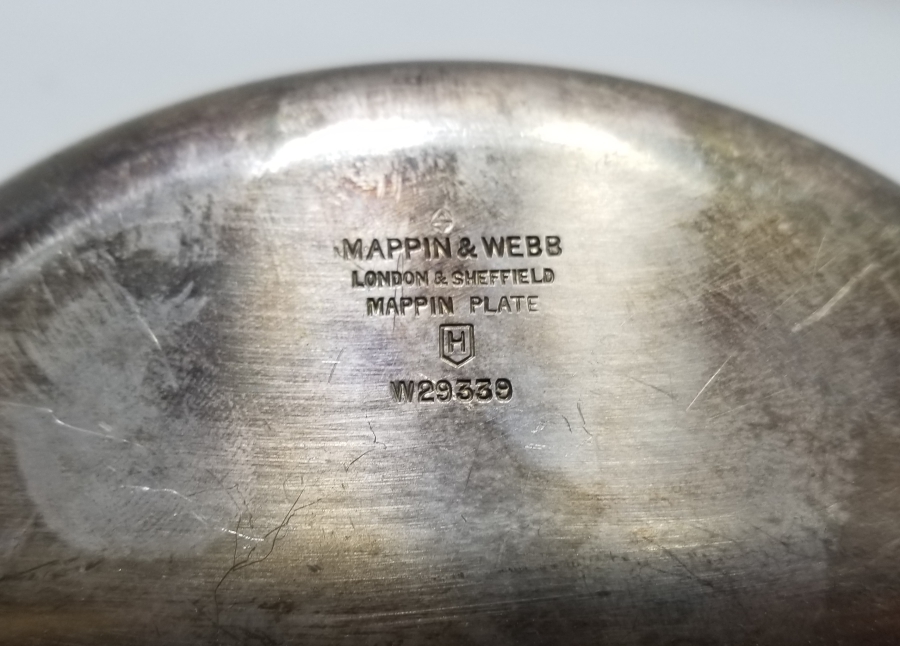 MAPPIN & WEBB
LONDON & SHEFFIELD
MAPPIN PLATE
H
W29339